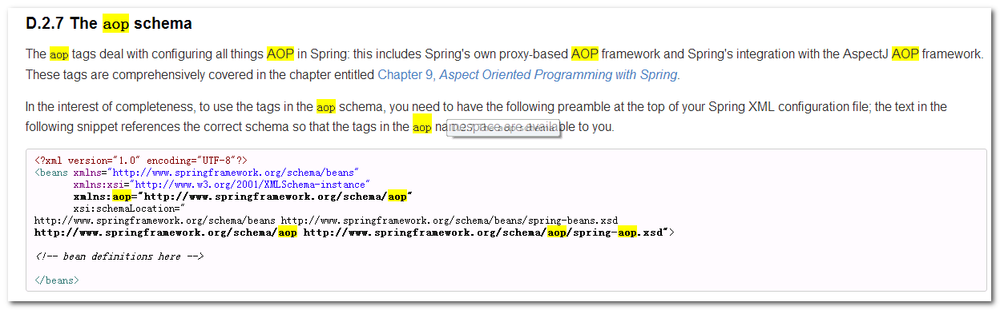 D.2.7 The aop schema
The aop tags deal with configuring all things AOP in Spring: this includes Spring's own proxy-based AOP framework and Spring's integration with the AspectJ AOP framework.
These tags are comprehensively covered in the chapter entitled Chapter 9, Aspect Oriented Programming with Spring.
In the interest of completeness, to use the tags in the aop schema, you need to have the following preamble at the top of your Spring XML configuration file; the text in the
following snippet references the correct schema so that the tags in the aop namespace are available to you.
<?xml version="1.0" encoding="UTF-8"?>
<beans xmlns="http://www.springframework.org/schema/beans"
xmlns:xsi="http://www.w3.org/2001/XMLSchema-instance"
xmlns:aop="http://www.springframework.org/schema/aop"
xsi:schemaLocation="
http://www.springframework.org/schema/beans http://www.springframework.org/schema/beans/spring-beans.xsd
http://www.springframework.org/schema/aop http://www.springframework.org/schema/aop/spring-aop.xsd">
<!-- bean definitions here -->
</beans>